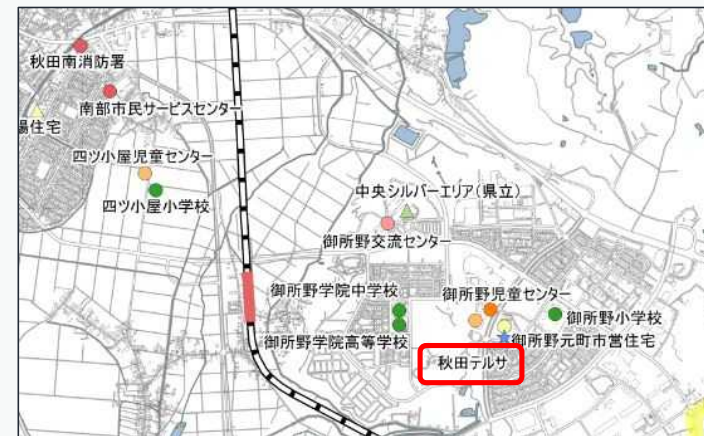 秋田南消防署
南部市民サービスセンター
四ツ小屋児童センター
四ツ小屋小学校
中央シルバーエリア(県立)
御所野交流センター
御所野学院中学校
御所野児童センター
御所野小学校
御所野学院高等学校
御所野元町市営住宅
秋田テルサ